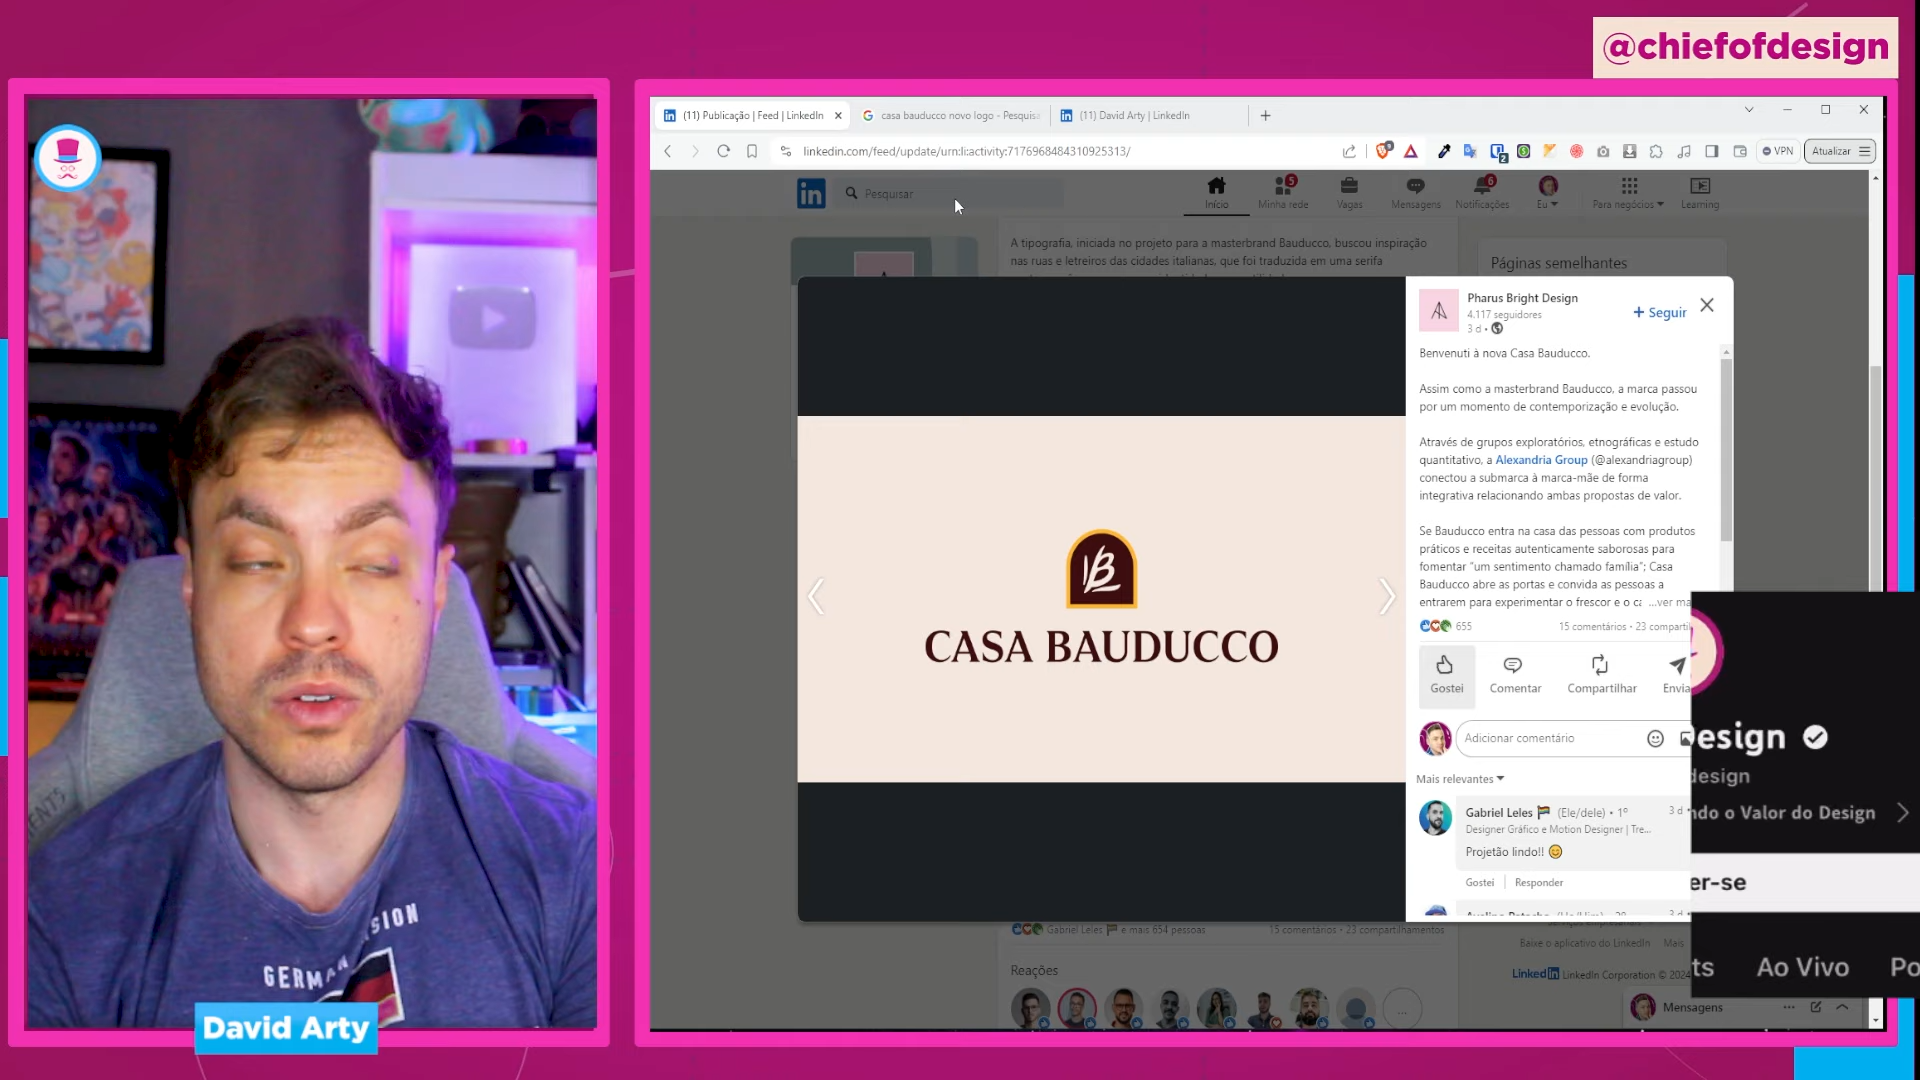 @chiefofdesign
(11) Publicação | Feed | LinkedIn
casa bauducco novo logo - Pesquis
(11) David Arty | LinkedIn
linkedin.com/feed/update/urn:li:activity:7176968484310925313/
VPN
Atualizar
Pesquisar
Início
5
Minha rede
Vagas
Mensagens
6
Notificações
Eu
Para negócios
Learning
A tipografia, iniciada no projeto para a masterbrand Bauducco, buscou inspiração
nas ruas e letreiros das cidades italianas, que foi traduzida em uma serifa
Páginas semelhantes
B
CASA BAUDUCCO
Pharus Bright Design
4.117 seguidores
3 d •
+ Seguir
Benvenuti à nova Casa Bauducco.
Assim como a masterbrand Bauducco, a marca passou
por um momento de contemporização e evolução.
Através de grupos exploratórios, etnográficas e estudo
quantitativo, a Alexandria Group (@alexandriagroup)
conectou a submarca à marca-mãe de forma
integrativa relacionando ambas propostas de valor.
Se Bauducco entra na casa das pessoas com produtos
práticos e receitas autenticamente saborosas para
fomentar "um sentimento chamado família"; Casa
Bauducco abre as portas e convida as pessoas a
entrarem para experimentar o frescor e o ca ...ver ma
655
15 comentários • 23 compartil
Gostei
Comentar
Compartilhar
Envia
Adicionar comentário
Mais relevantes
Gabriel Leles (Ele/dele) • 1º
3 d
Designer Gráfico e Motion Designer | Tre...
Projetão lindo!! 😊
Gostei
Responder
Gabriel Leles e mais 654 pessoas
15 comentários • 23 compartilhamentos
Reações
Baixe o aplicativo do LinkedIn
Mais
LinkedIn LinkedIn Corporation © 2024
Mensagens
esign
design
ndo o Valor do Design
er-se
ts
Ao Vivo
Po
GERMAN
SION
David Arty